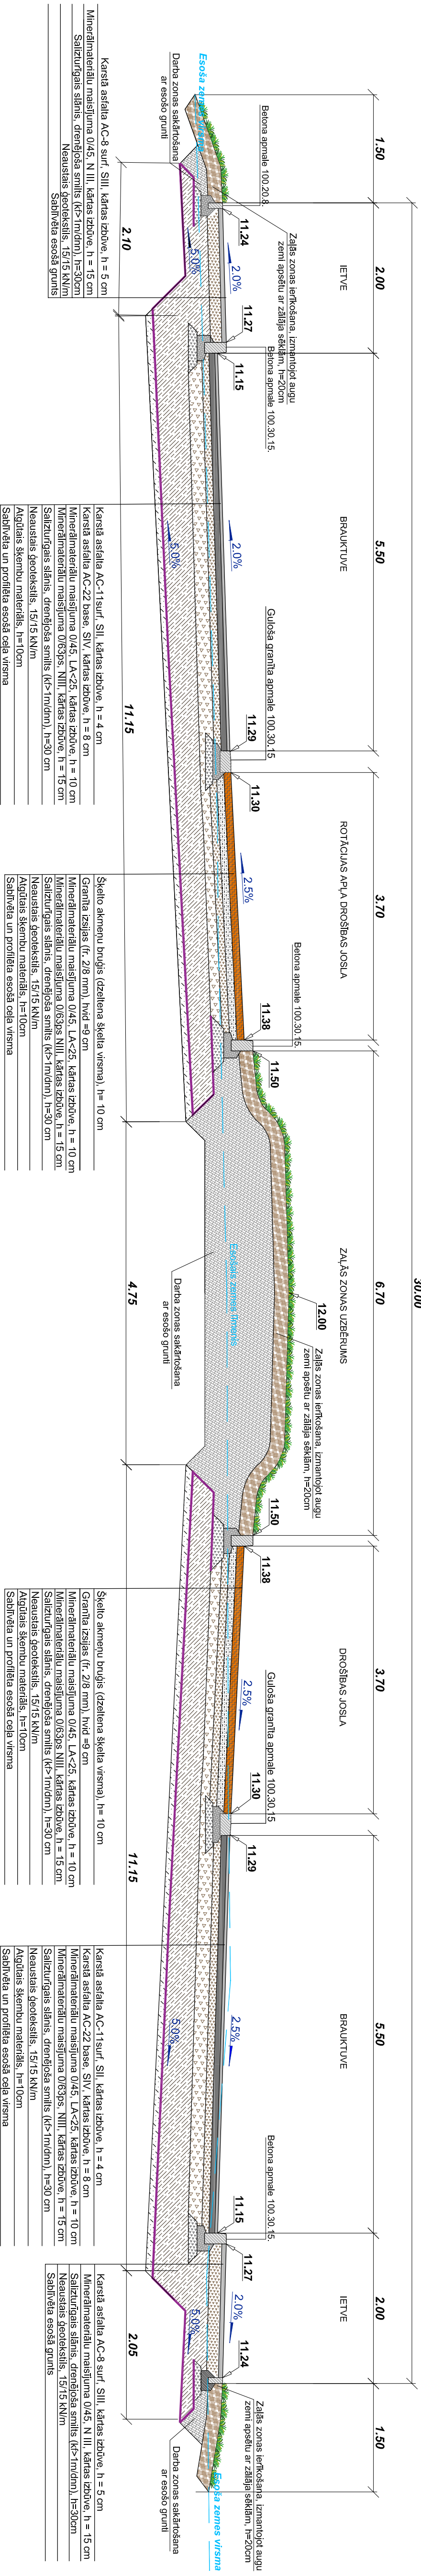 30.00
1.50
2.00
5.50
3.70
6.70
3.70
5.50
2.00
1.50
IETVE
BRAUKTUVE
ROTĀCIJAS APĻA DROŠĪBAS JOSLA
ZAĻĀS ZONAS UZBĒRUMS
DROŠĪBAS JOSLA
BRAUKTUVE
IETVE
Zaļās zonas ierīkošana, izmantojot augu
zemi apsētu ar zālāja sēklām, h=20cm
Betona apmale 100.20.8.
Betona apmale 100.30.15.
Guloša granīta apmale 100.30.15
Betona apmale 100.30.15.
Zaļās zonas ierīkošana, izmantojot augu
zemi apsētu ar zālāja sēklām, h=20cm
Guloša granīta apmale 100.30.15
Betona apmale 100.30.15.
Zaļās zonas ierīkošana, izmantojot augu
zemi apsētu ar zālāja sēklām, h=20cm
11.24
11.27
11.15
11.29
11.30
11.38
11.50
12.00
11.50
11.38
11.30
11.29
11.15
11.27
11.24
2.0%
2.0%
2.5%
2.5%
2.5%
2.0%
Esošā zemes virsma
Esošais zemes līmenis
Esošā zemes virsma
5.0%
5.0%
5.0%
5.0%
Darba zonas sakārtošana
ar esošo grunti
Darba zonas sakārtošana
ar esošo grunti
Darba zonas sakārtošana
ar esošo grunti
2.10
11.15
4.75
11.15
2.05
Karstā asfalta AC-8 surf, SIII, kārtas izbūve, h = 5 cm
Minerālmateriālu maisījuma 0/45, N III, kārtas izbūve, h = 15 cm
Salizturīgais slānis, drenējoša smilts (kf>1m/dnn), h=30cm
Neaustais ģeotekstils, 15/15 kN/m
Sablīvēta esošā grunts
Karstā asfalta AC-11surf, SII, kārtas izbūve, h = 4 cm
Karstā asfalta AC-22 base, SIV, kārtas izbūve, h = 8 cm
Minerālmateriālu maisījuma 0/45, LA<25, kārtas izbūve, h = 10 cm
Minerālmateriālu maisījuma 0/63ps, NIII, kārtas izbūve, h = 15 cm
Salizturīgais slānis, drenējoša smilts (kf>1m/dnn), h=30 cm
Neaustais ģeotekstils, 15/15 kN/m
Atgūtais šķembu materiāls, h=10cm
Sablīvēta un profilēta esošā ceļa virsma
Šķelto akmeņu bruģis (dzeltena šķelta virsma), h= 10 cm
Granīta izsijas (fr. 2/8 mm), hvid =9 cm
Minerālmateriālu maisījuma 0/45, LA<25, kārtas izbūve, h = 10 cm
Minerālmateriālu maisījuma 0/63ps NIII, kārtas izbūve, h = 15 cm
Salizturīgais slānis, drenējoša smilts (kf>1m/dnn), h=30 cm
Neaustais ģeotekstils, 15/15 kN/m
Atgūtais šķembu materiāls, h=10cm
Sablīvēta un profilēta esošā ceļa virsma
Šķelto akmeņu bruģis (dzeltena šķelta virsma), h= 10 cm
Granīta izsijas (fr. 2/8 mm), hvid =9 cm
Minerālmateriālu maisījuma 0/45, LA<25, kārtas izbūve, h = 10 cm
Minerālmateriālu maisījuma 0/63ps NIII, kārtas izbūve, h = 15 cm
Salizturīgais slānis, drenējoša smilts (kf>1m/dnn), h=30 cm
Neaustais ģeotekstils, 15/15 kN/m
Atgūtais šķembu materiāls, h=10cm
Sablīvēta un profilēta esošā ceļa virsma
Karstā asfalta AC-11surf, SII, kārtas izbūve, h = 4 cm
Karstā asfalta AC-22 base, SIV, kārtas izbūve, h = 8 cm
Minerālmateriālu maisījuma 0/45, LA<25, kārtas izbūve, h = 10 cm
Minerālmateriālu maisījuma 0/63ps, NIII, kārtas izbūve, h = 15 cm
Salizturīgais slānis, drenējoša smilts (kf>1m/dnn), h=30 cm
Neaustais ģeotekstils, 15/15 kN/m
Atgūtais šķembu materiāls, h=10cm
Sablīvēta un profilēta esošā ceļa virsma
Karstā asfalta AC-8 surf, SIII, kārtas izbūve, h = 5 cm
Minerālmateriālu maisījuma 0/45, N III, kārtas izbūve, h = 15 cm
Salizturīgais slānis, drenējoša smilts (kf>1m/dnn), h=30cm
Neaustais ģeotekstils, 15/15 kN/m
Sablīvēta esošā grunts